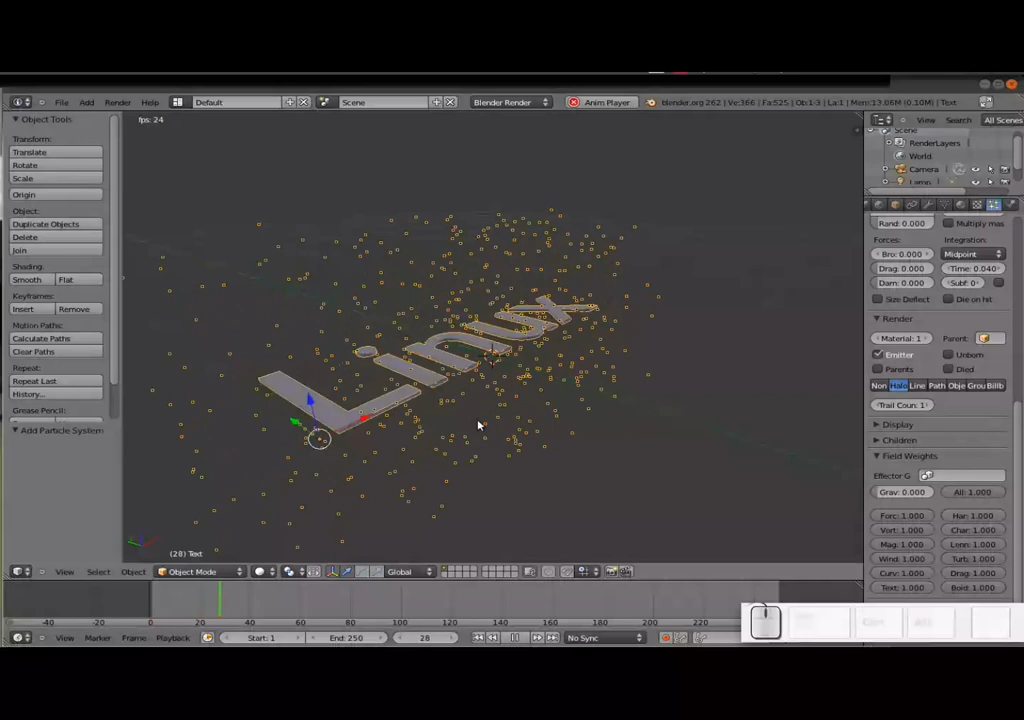 File Add Render Help Default Scene Blender Render Anim Player blender.org 262 | Ve:366 | Fa:525 | Ob:1-3 | La:1 | Mem:13.06M (0.10M) | Text
Object Tools
Transform:
Translate
Rotate
Scale
Origin
Object:
Duplicate Objects
Delete
Join
Shading:
Smooth Flat
Keyframes:
Insert Remove
Motion Paths:
Calculate Paths
Clear Paths
Repeat:
Repeat Last
History...
Grease Pencil:
Add Particle System
fps: 24
Linux
(28) Text
View Search All Scenes
Scene
RenderLayers
World
Camera
Lamp
Rand: 0.000 Multiply mas
Forces: Integration:
Bro: 0.000 Midpoint
Drag: 0.000 Time: 0.040
Dam: 0.000 Subf: 0
Size Deflect Die on hit
Render
Material: 1 Parent:
Emitter Unborn
Parents Died
Non Halo Line Path Obje Grou Billb
Trail Coun: 1
Display
Children
Field Weights
Effector G
Grav: 0.000 All: 1.000
Forc: 1.000 Har: 1.000
Vort: 1.000 Char: 1.000
Mag: 1.000 Lenn: 1.000
Wind: 1.000 Turb: 1.000
Curv: 1.000 Drag: 1.000
Text: 1.000 Boid: 1.000
View Select Object Object Mode Global
-40 -20 0 20 40 60 80 100 120 140 160 180 200 220
View Marker Frame Playback Start: 1 End: 250 28 No Sync